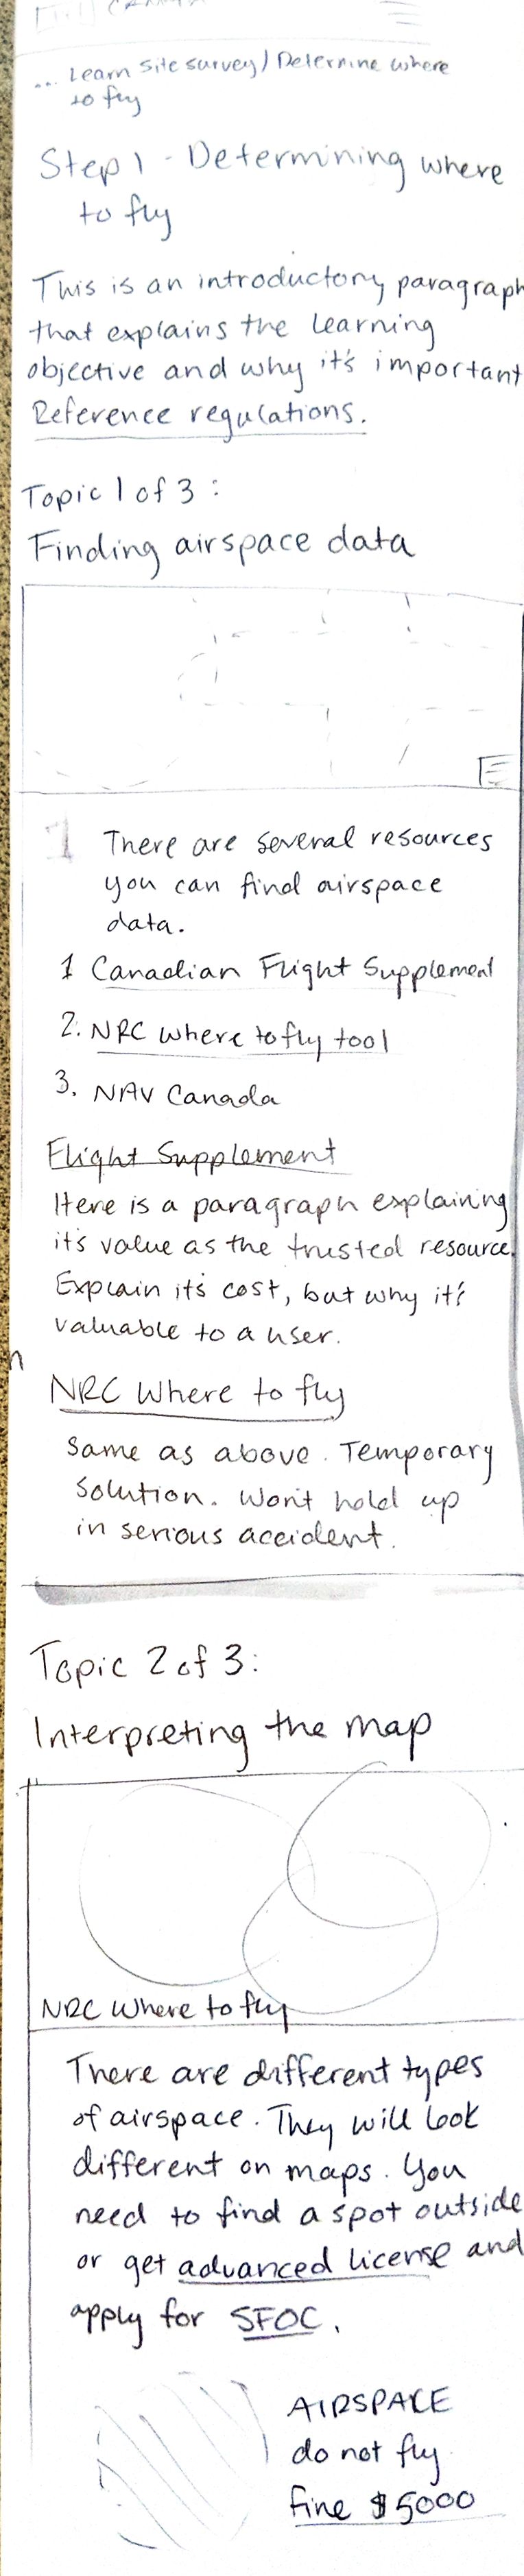 ... Learn site survey / Determine where
to fly
Step 1 - Determining where
to fly
This is an introductory paragraph
that explains the learning
objective and why it's important
Reference regulations.
Topic 1 of 3 :
Finding airspace data
1 There are several resources
you can find airspace
data.
1 Canadian Flight Supplement
2. NRC where to fly tool
3. NAV Canada
Flight Supplement
Here is a paragraph explaining
it's value as the trusted resource.
Explain it's cost, but why it's
valuable to a user.
n
NRC Where to fly
Same as above. Temporary
Solution. Won't hold up
in serious accident.
Topic 2 of 3:
Interpreting the map
NRC Where to fly
There are different types
of airspace. They will look
different on maps. You
need to find a spot outside
or get advanced license and
apply for SFOC.
AIRSPACE
do not fly
fine $5000